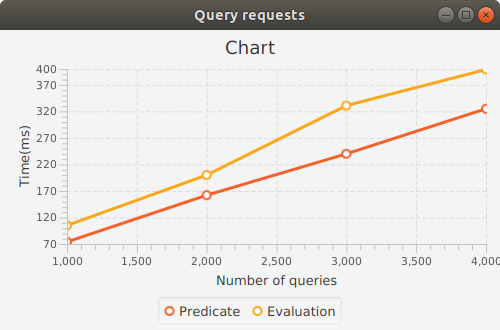 Query requests
Chart
400
370
320
270
220
170
120
70
Time(ms)
1,000 1,500 2,000 2,500 3,000 3,500 4,000
Number of queries
Predicate Evaluation